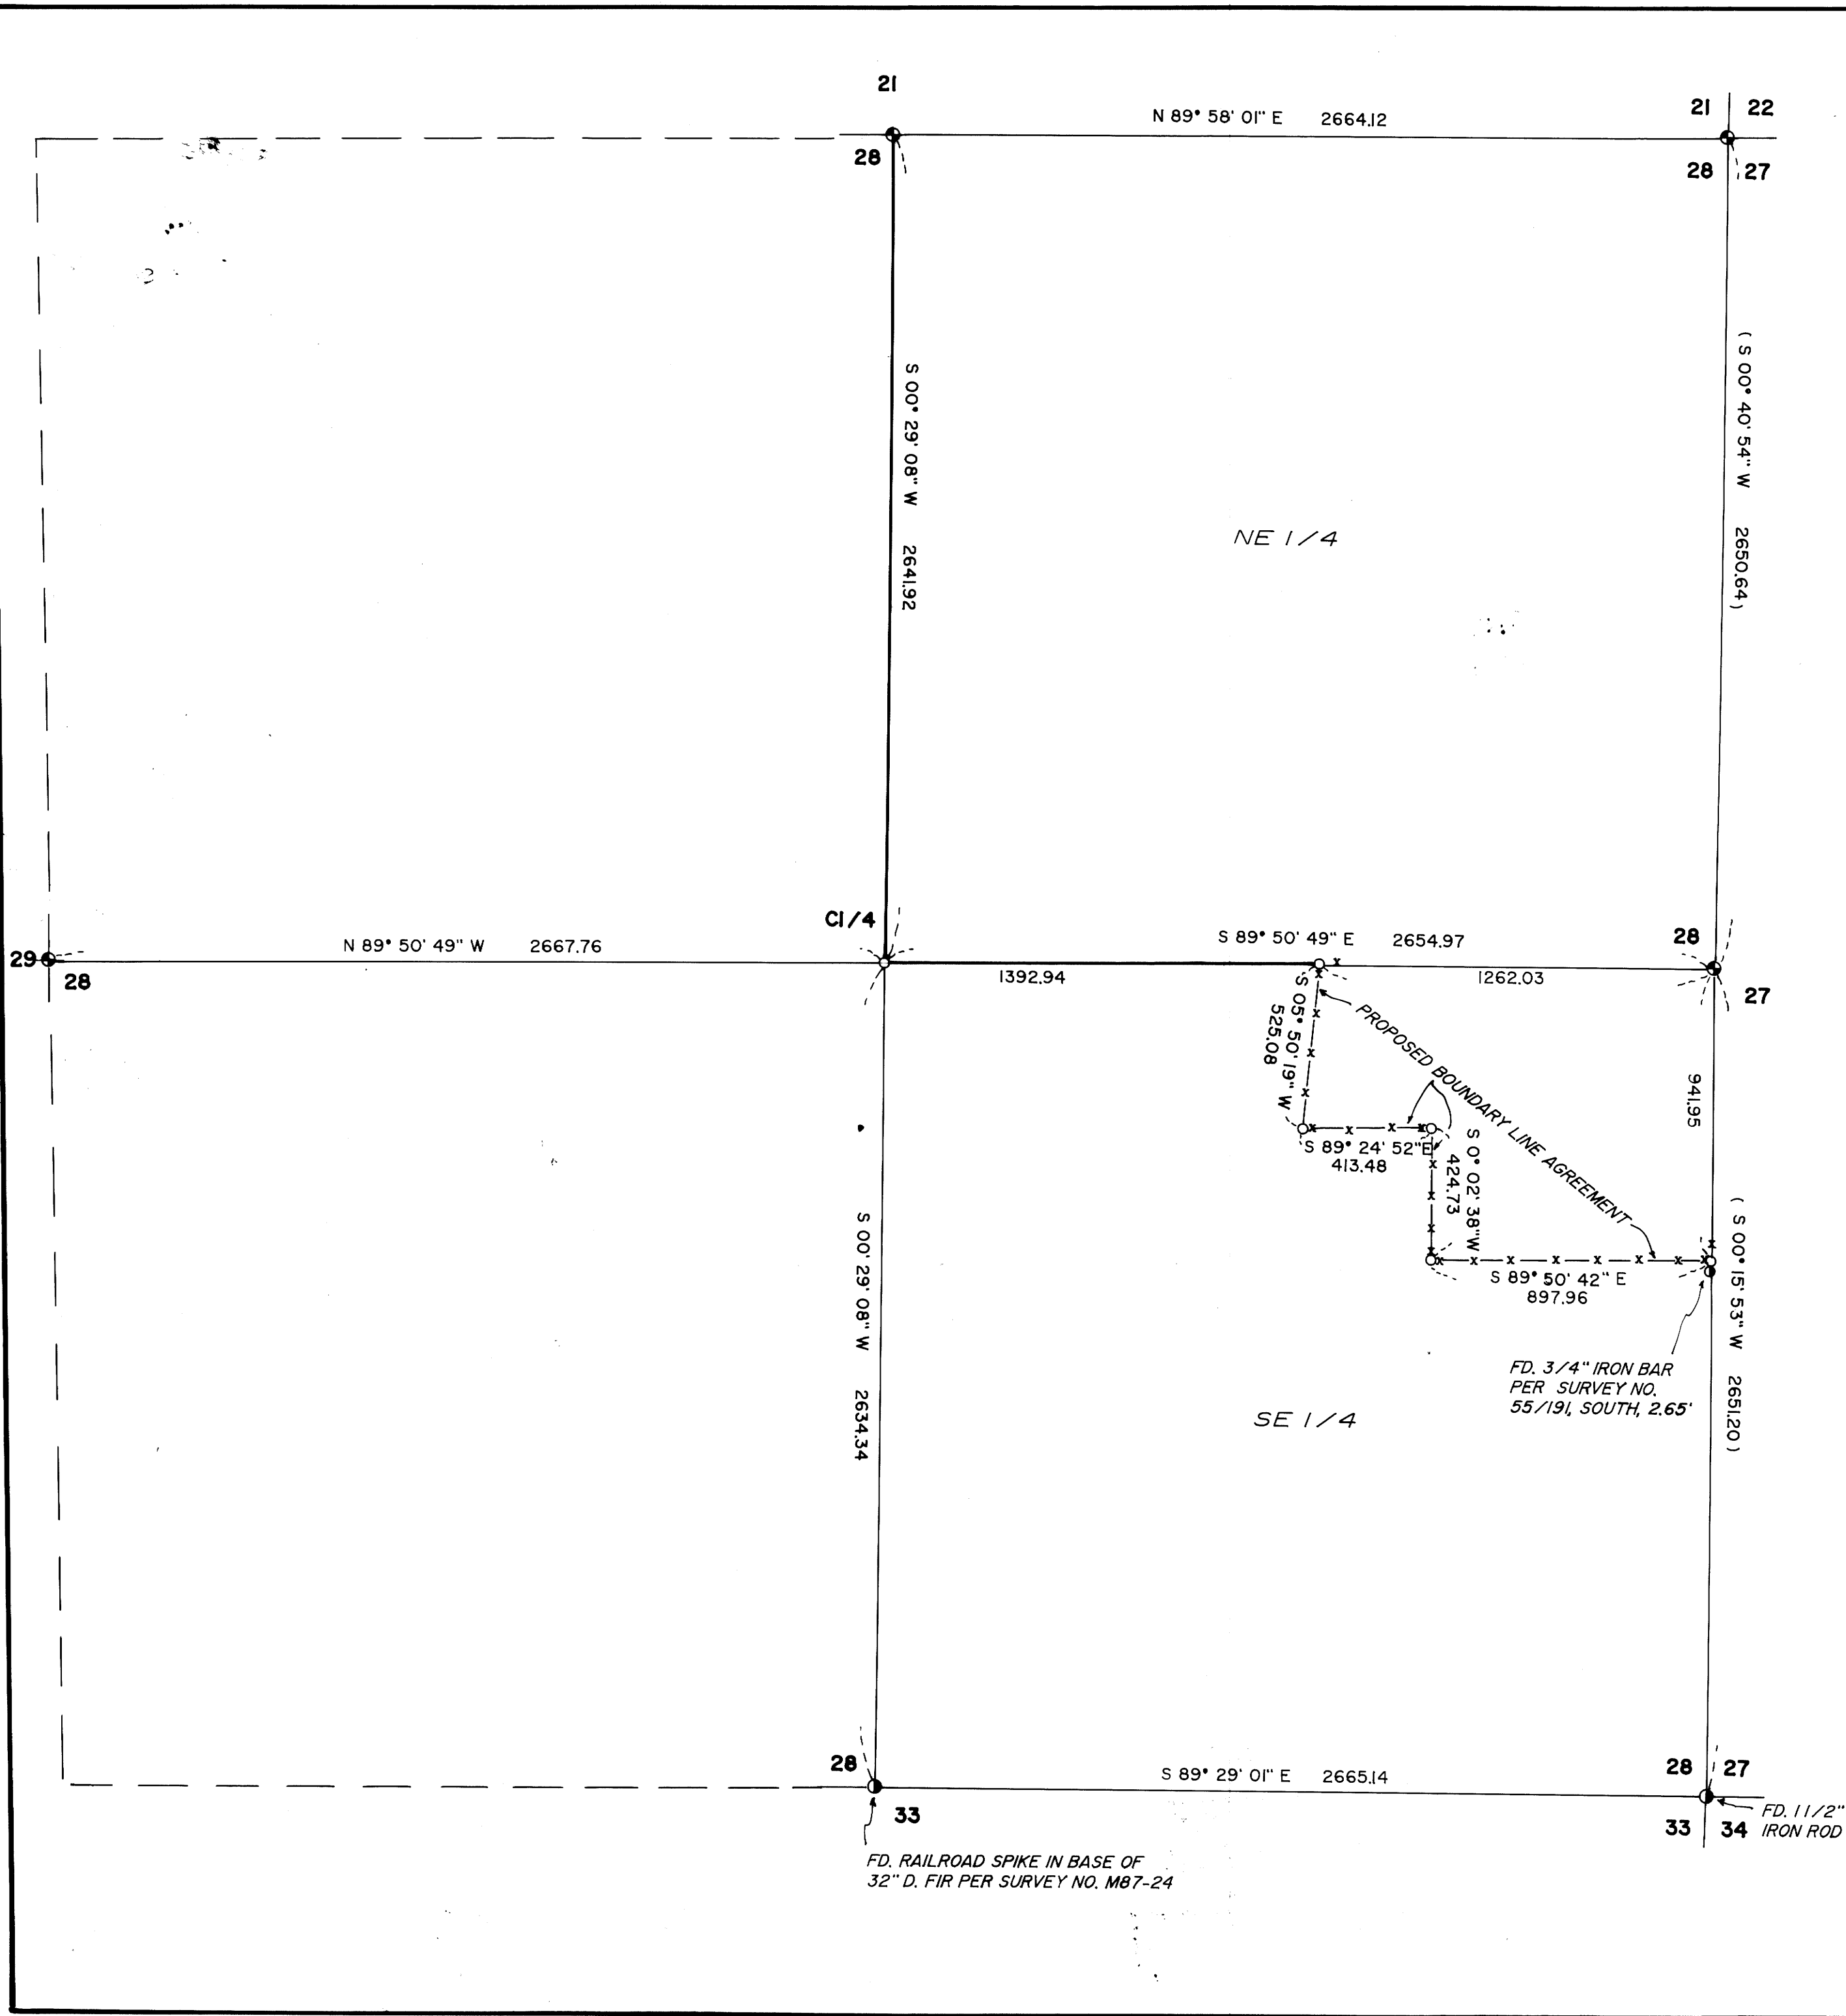 21
N 89° 58' 01" E 2664.12
21 22
28
28 27
( S 00° 40' 54" W 2650.64 )
S 00° 29' 08" W 2641.92
NE 1/4
C1/4
N 89° 50' 49" W 2667.76
S 89° 50' 49" E 2654.97
28
29
28
1392.94
1262.03
27
S 05° 50' 19" W
525.08
PROPOSED BOUNDARY LINE AGREEMENT
941.95
S 89° 24' 52" E
413.48
S 0° 02' 38" W
424.73
S 89° 50' 42" E
897.96
( S 00° 15' 53" W 2651.20 )
S 00' 29' 08" W 2634.34
FD. 3/4" IRON BAR
PER SURVEY NO.
55/191, SOUTH, 2.65'
SE 1/4
28
S 89° 29' 01" E 2665.14
28 27
33
33 34
FD. 1 1/2"
IRON ROD
FD. RAILROAD SPIKE IN BASE OF
32" D. FIR PER SURVEY NO. M87-24